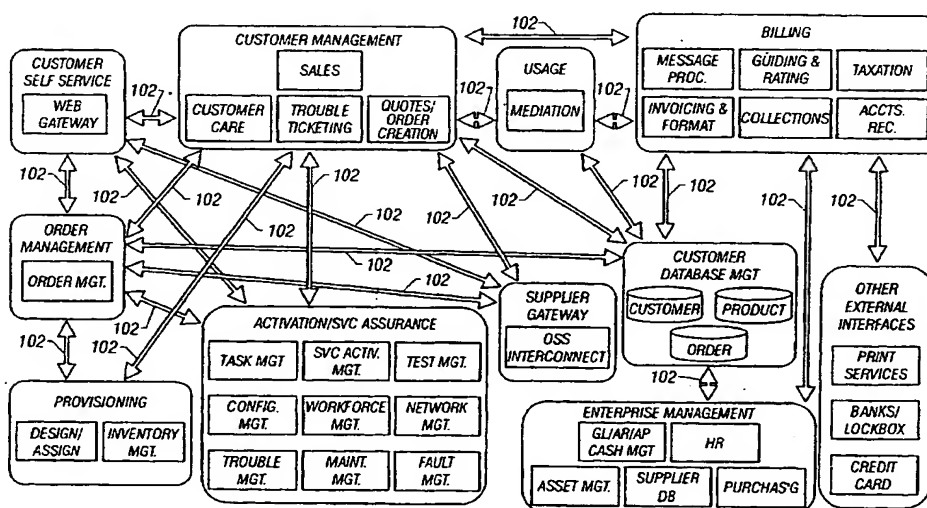 CUSTOMER
SELF SERVICE
WEB
GATEWAY
102
102
CUSTOMER MANAGEMENT
SALES
CUSTOMER
CARE
TROUBLE
TICKETING
QUOTES/
ORDER
CREATION
102
102
USAGE
MEDIATION
102
BILLING
MESSAGE
PROC.
GUIDING &
RATING
TAXATION
INVOICING &
FORMAT
COLLECTIONS
ACCTS.
REC.
102
102
102
102
102
102
102
102
102
102
102
102
102
ORDER
MANAGEMENT
ORDER MGT.
102
102
102
102
102
CUSTOMER
DATABASE MGT
CUSTOMER
PRODUCT
ORDER
SUPPLIER
GATEWAY
OSS
INTERCONNECT
OTHER
EXTERNAL
INTERFACES
PRINT
SERVICES
BANKS/
LOCKBOX
CREDIT
CARD
ACTIVATION/SVC ASSURANCE
TASK MGT
SVC ACTIV.
MGT.
TEST MGT.
CONFIG.
MGT.
WORKFORCE
MGT.
NETWORK
MGT.
TROUBLE
MGT.
MAINT.
MGT.
FAULT
MGT.
PROVISIONING
DESIGN/
ASSIGN
INVENTORY
MGT.
102
ENTERPRISE MANAGEMENT
GL/AR/AP
CASH MGT
HR
ASSET MGT.
SUPPLIER
DB
PURCHAS'G